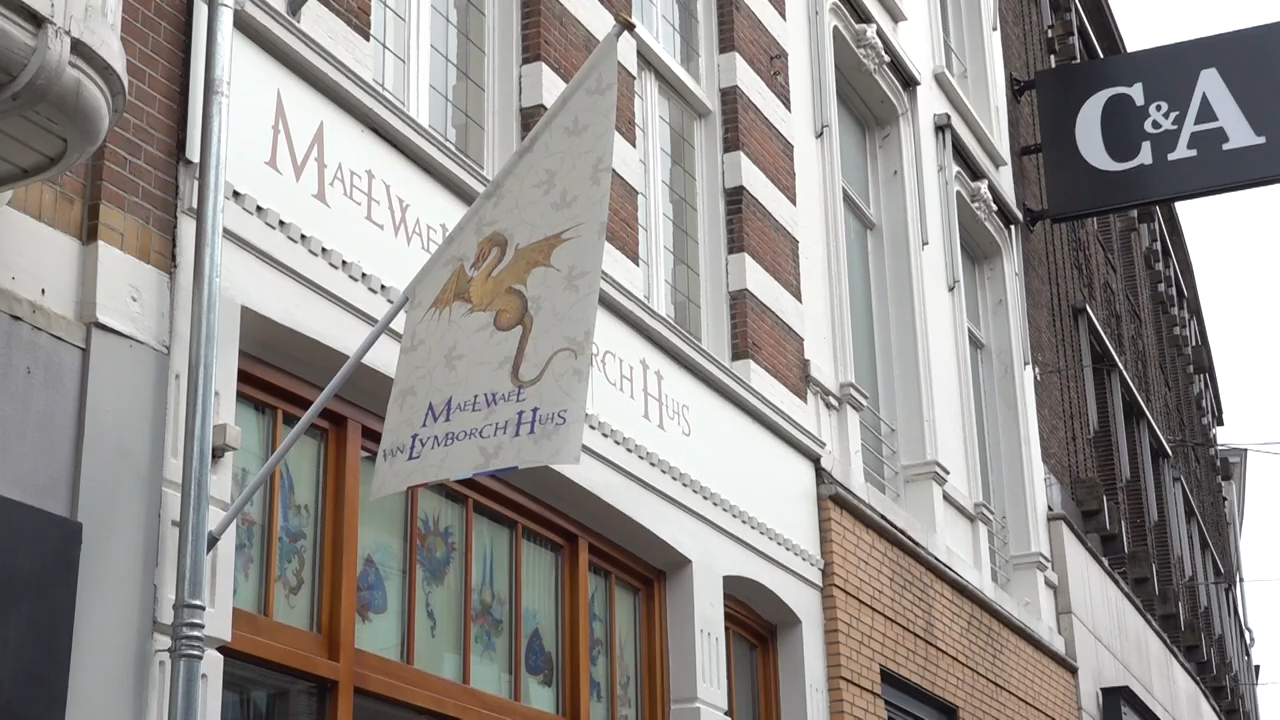 MAELWAEL
RCH HUIS
MAELWAEL
VAN LYMBORCH HUIS
C&A